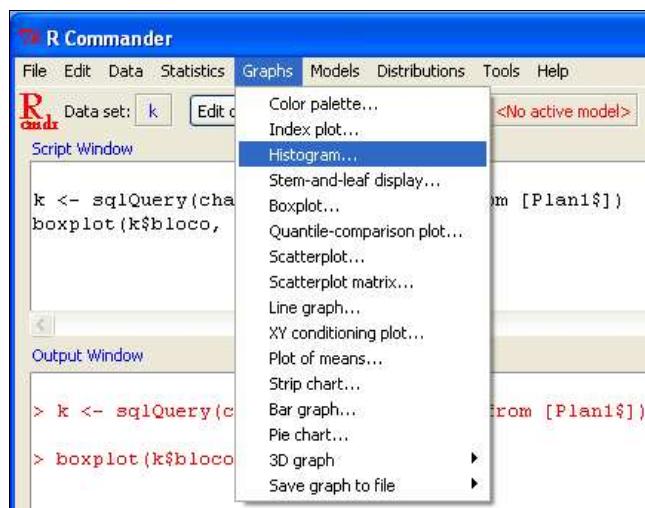 R Commander
File Edit Data Statistics Graphs Models Distributions Tools Help
R cmdr Data set: k Edit <No active model>
Script Window
k <- sqlQuery(cha m [Plan1$])
boxplot(k$bloco,
Color palette...
Index plot...
Histogram...
Stem-and-leaf display...
Boxplot...
Quantile-comparison plot...
Scatterplot...
Scatterplot matrix...
Line graph...
XY conditioning plot...
Plot of means...
Strip chart...
Bar graph...
Pie chart...
3D graph
Save graph to file
Output Window
> k <- sqlQuery(c from [Plan1$])
> boxplot(k$bloco